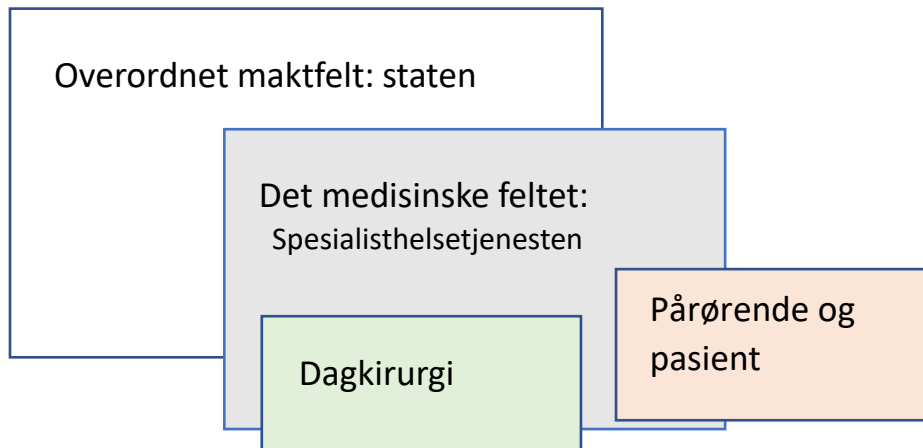 Overordnet maktfelt: staten
Det medisinske feltet:
Spesialisthelsetjenesten
Pårørende og
pasient
Dagkirurgi